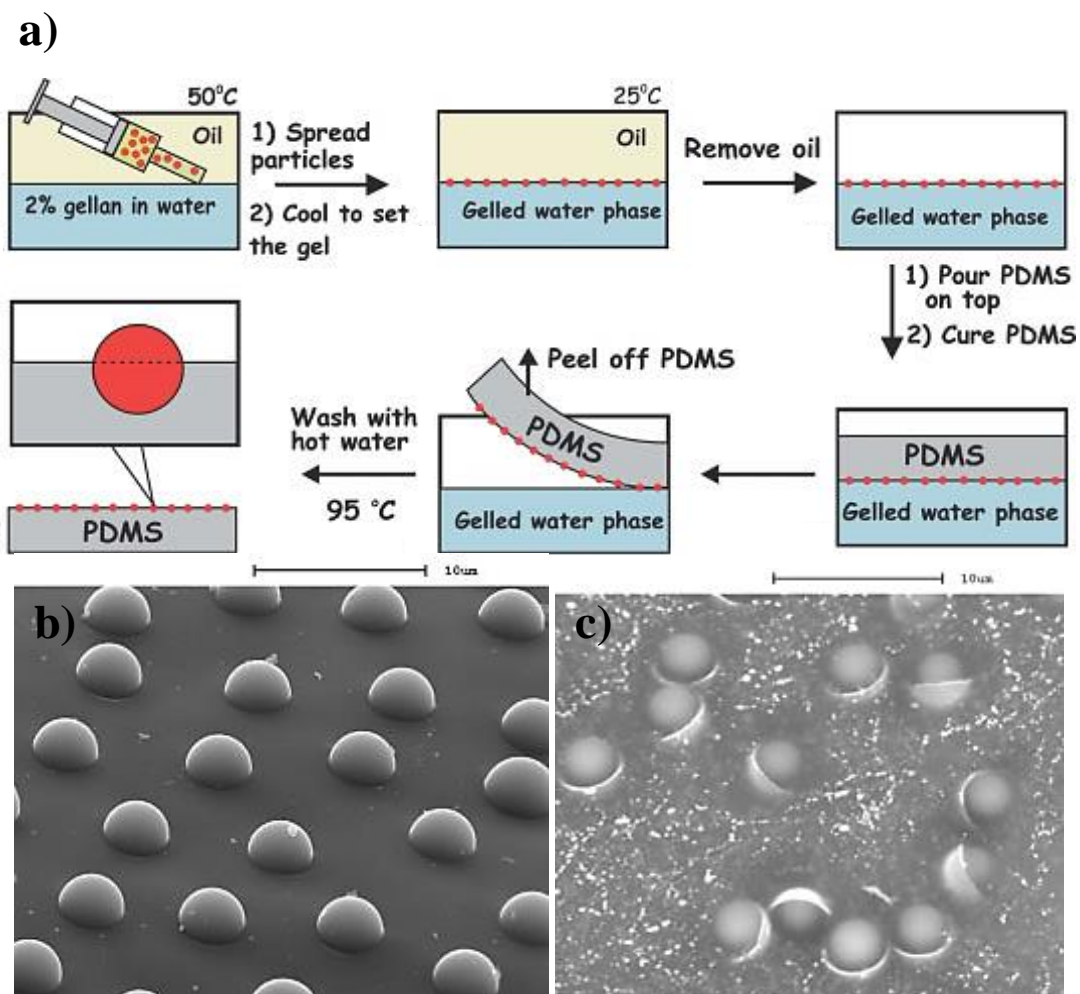 a)
50°C
Oil
2% gellan in water
1) Spread
particles
2) Cool to set
the gel
25°C
Oil
Gelled water phase
Remove oil
Gelled water phase
1) Pour PDMS
on top
2) Cure PDMS
PDMS
Gelled water phase
Peel off PDMS
PDMS
Gelled water phase
Wash with
hot water
95 °C
PDMS
10um
b)
10um
c)